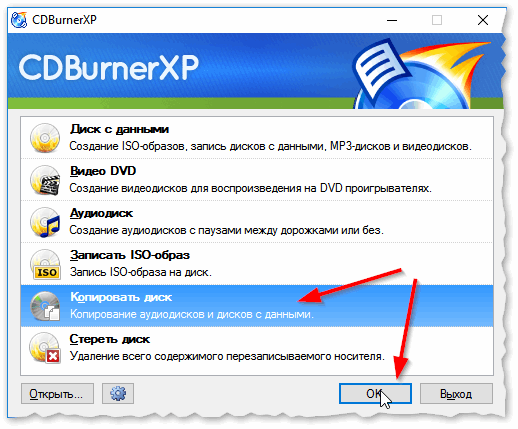 CDBurnerXP
CDBurnerXP
Диск с данными
Создание ISO-образов, запись дисков с данными, MP3-дисков и видеодисков.
Видео DVD
Создание видеодисков для воспроизведения на DVD проигрывателях.
Аудиодиск
Создание аудиодисков с паузами между дорожками или без.
ISO
Записать ISO-образ
Запись ISO-образа на диск.
Копировать диск
Копирование аудиодисков и дисков с данными.
Стереть диск
Удаление всего содержимого перезаписываемого носителя.
Открыть... OK Выход